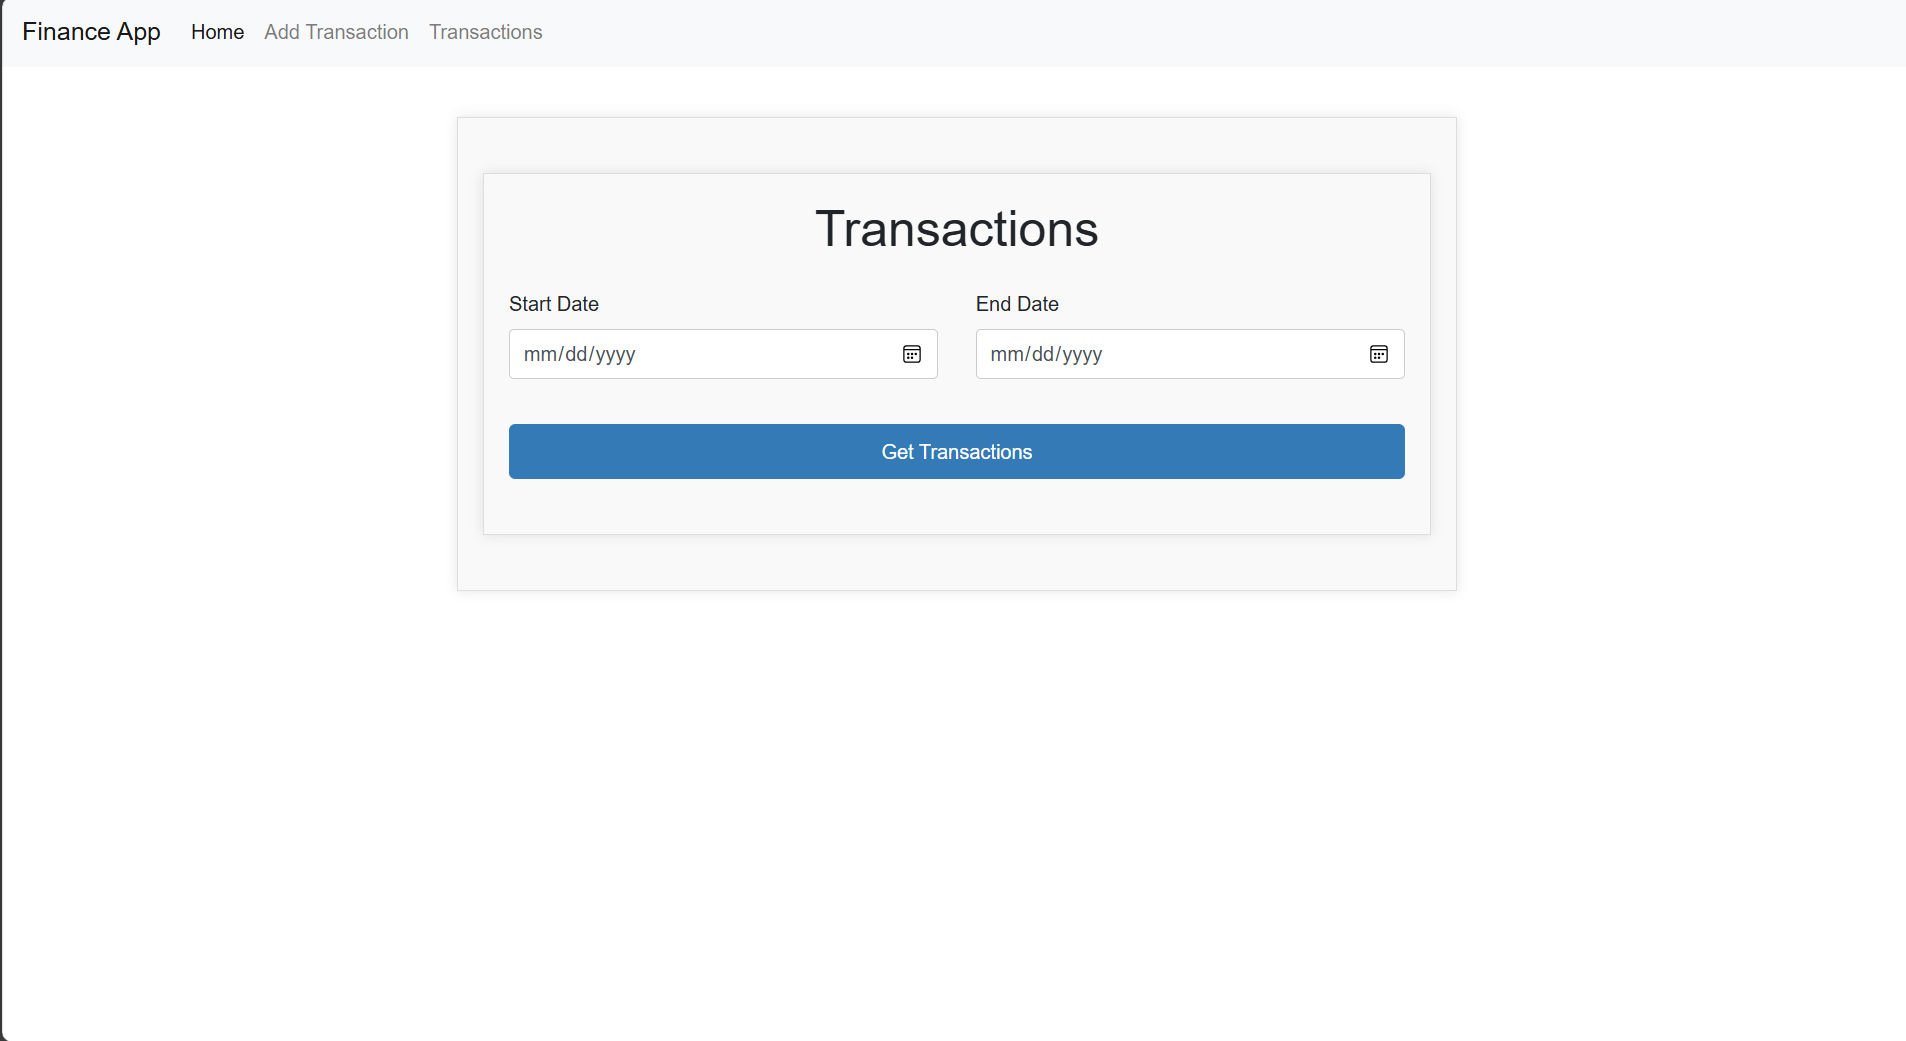 Finance App Home Add Transaction Transactions
Transactions
Start Date End Date
mm/dd/yyyy mm/dd/yyyy
Get Transactions